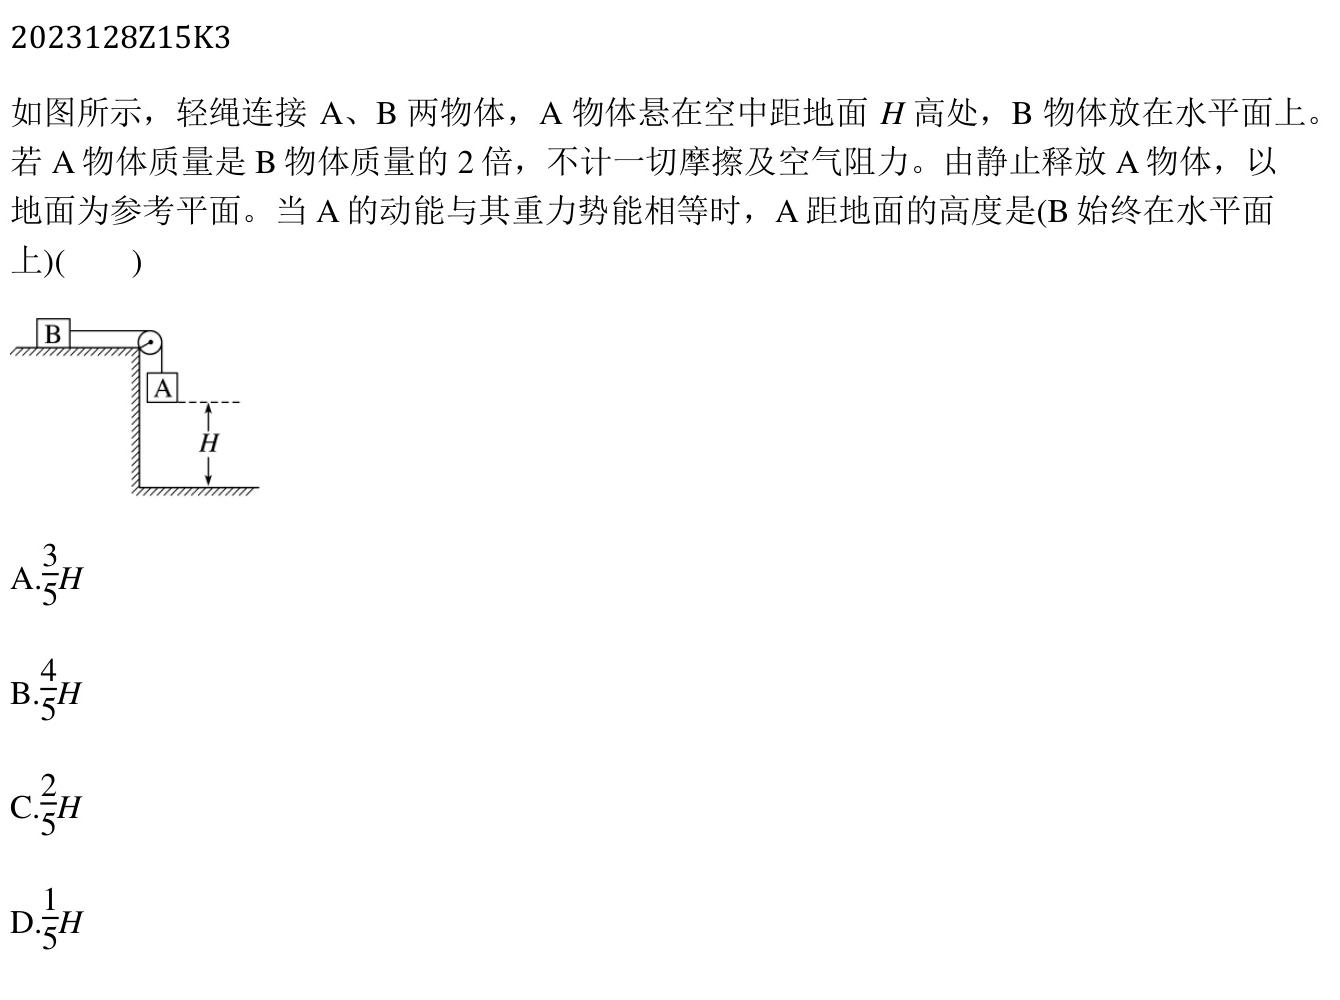 2023128Z15K3
如图所示，轻绳连接 A、B 两物体，A 物体悬在空中距地面 H 高处，B 物体放在水平面上。
若 A 物体质量是 B 物体质量的 2 倍，不计一切摩擦及空气阻力。由静止释放 A 物体，以
地面为参考平面。当 A 的动能与其重力势能相等时，A 距地面的高度是(B 始终在水平面
上)(　　)
B
A
H
A.3/5H
B.4/5H
C.2/5H
D.1/5H